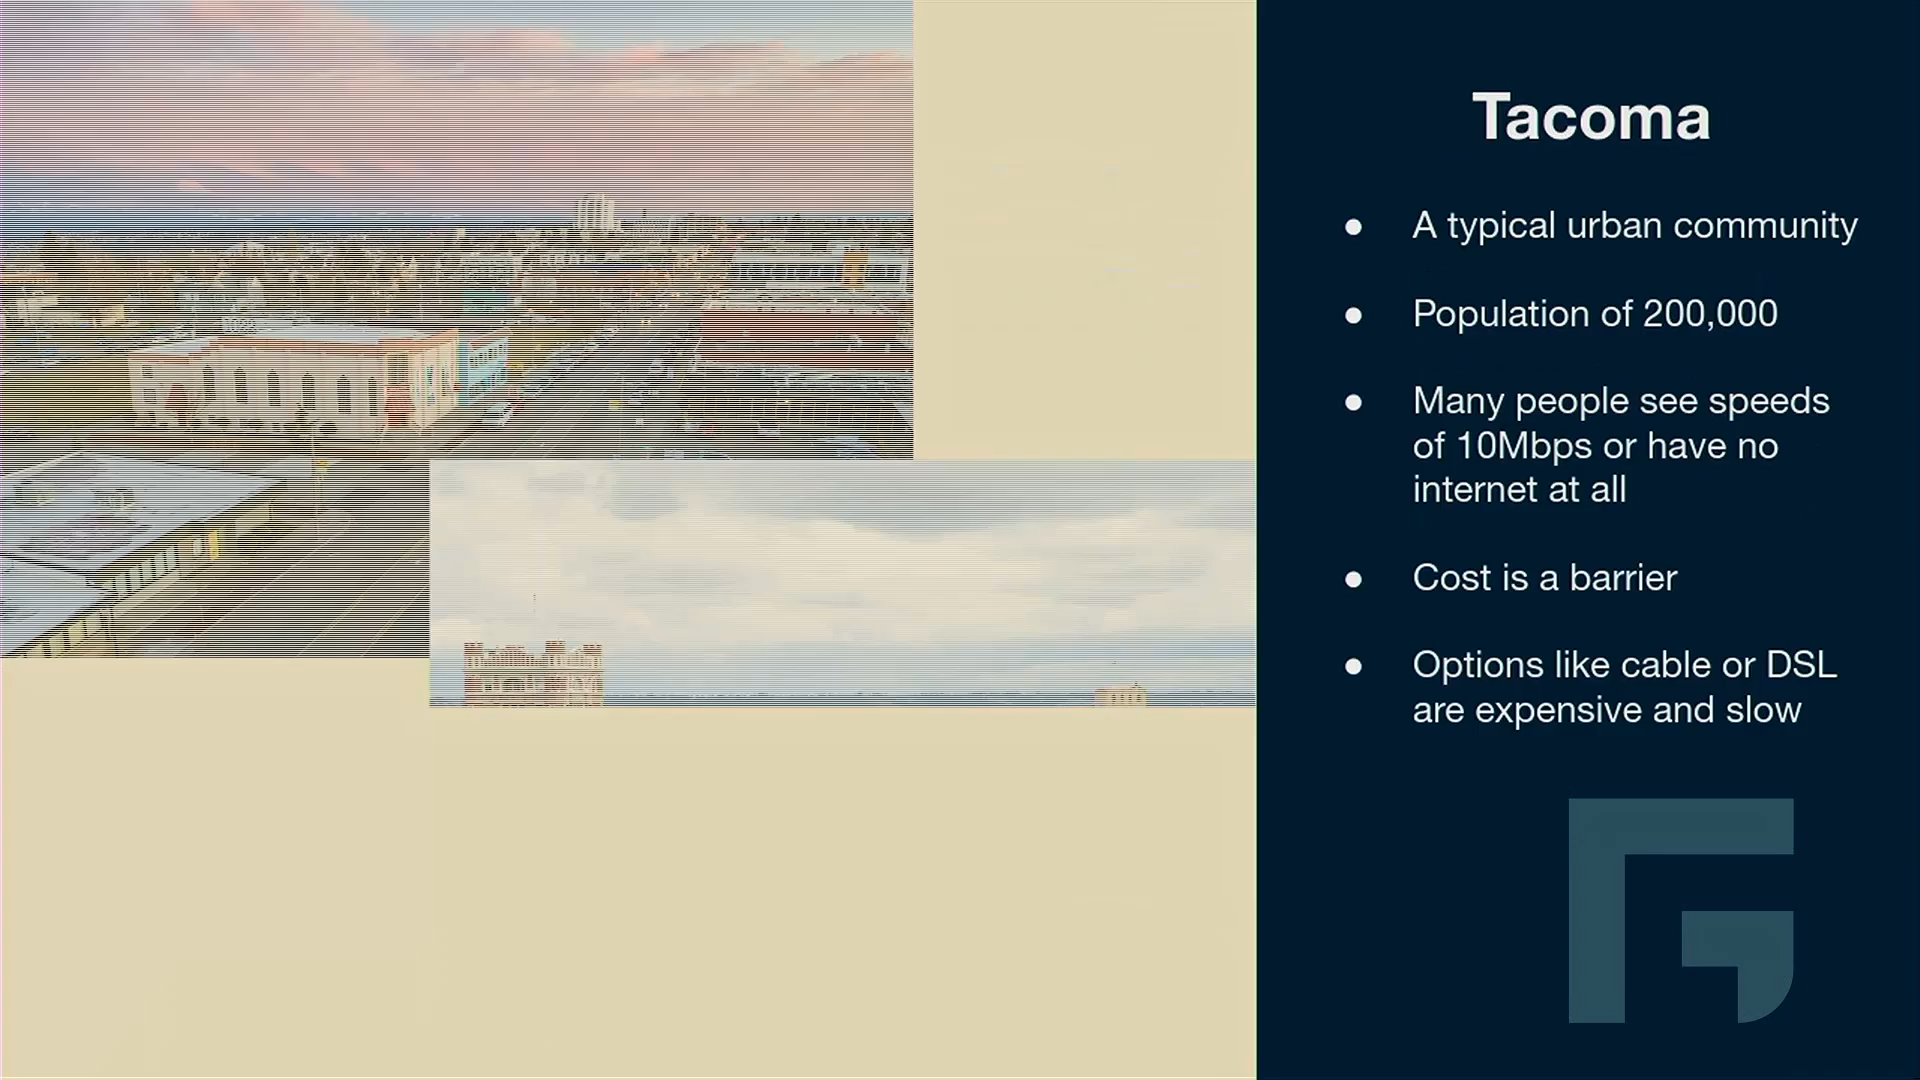 Tacoma
● A typical urban community
● Population of 200,000
● Many people see speeds
of 10Mbps or have no
internet at all
● Cost is a barrier
● Options like cable or DSL
are expensive and slow